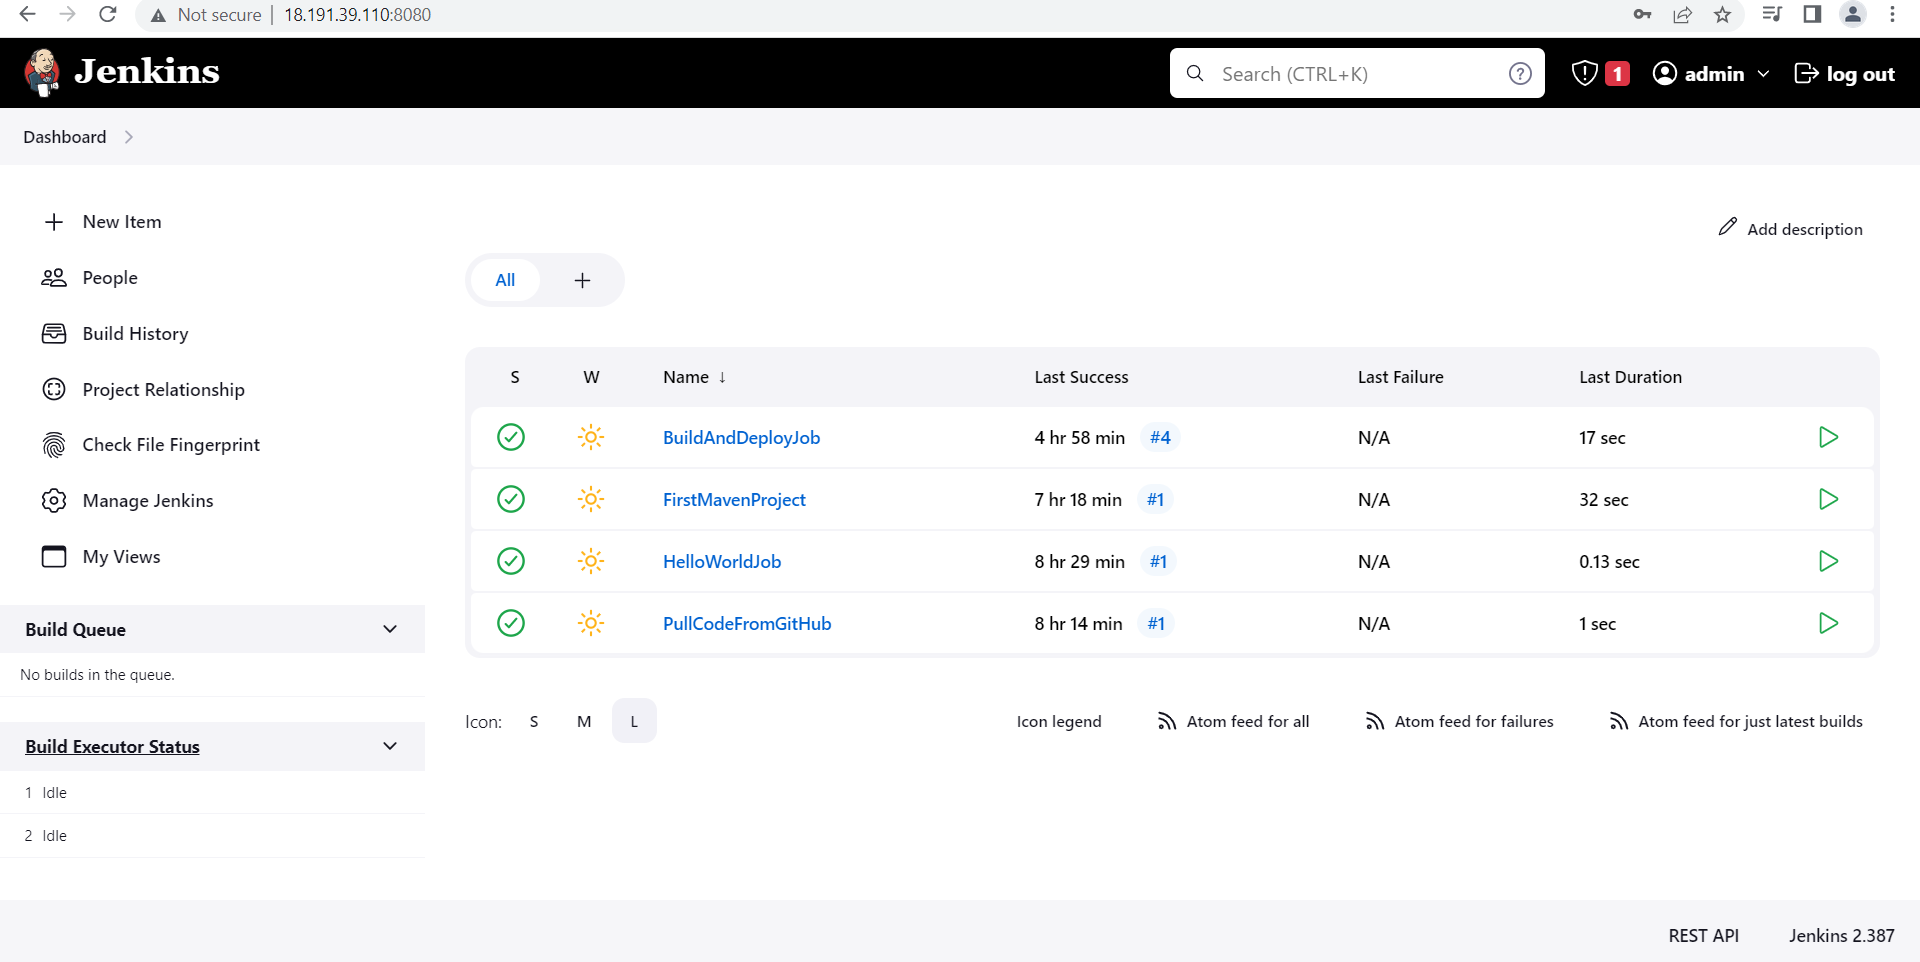 Not secure | 18.191.39.110:8080
Jenkins
Search (CTRL+K)
1
admin
log out
Dashboard
New Item
People
Build History
Project Relationship
Check File Fingerprint
Manage Jenkins
My Views
Build Queue
No builds in the queue.
Build Executor Status
1 Idle
2 Idle
Add description
All +
S W Name ↓ Last Success Last Failure Last Duration
BuildAndDeployJob 4 hr 58 min #4 N/A 17 sec
FirstMavenProject 7 hr 18 min #1 N/A 32 sec
HelloWorldJob 8 hr 29 min #1 N/A 0.13 sec
PullCodeFromGitHub 8 hr 14 min #1 N/A 1 sec
Icon: S M L Icon legend Atom feed for all Atom feed for failures Atom feed for just latest builds
REST API Jenkins 2.387